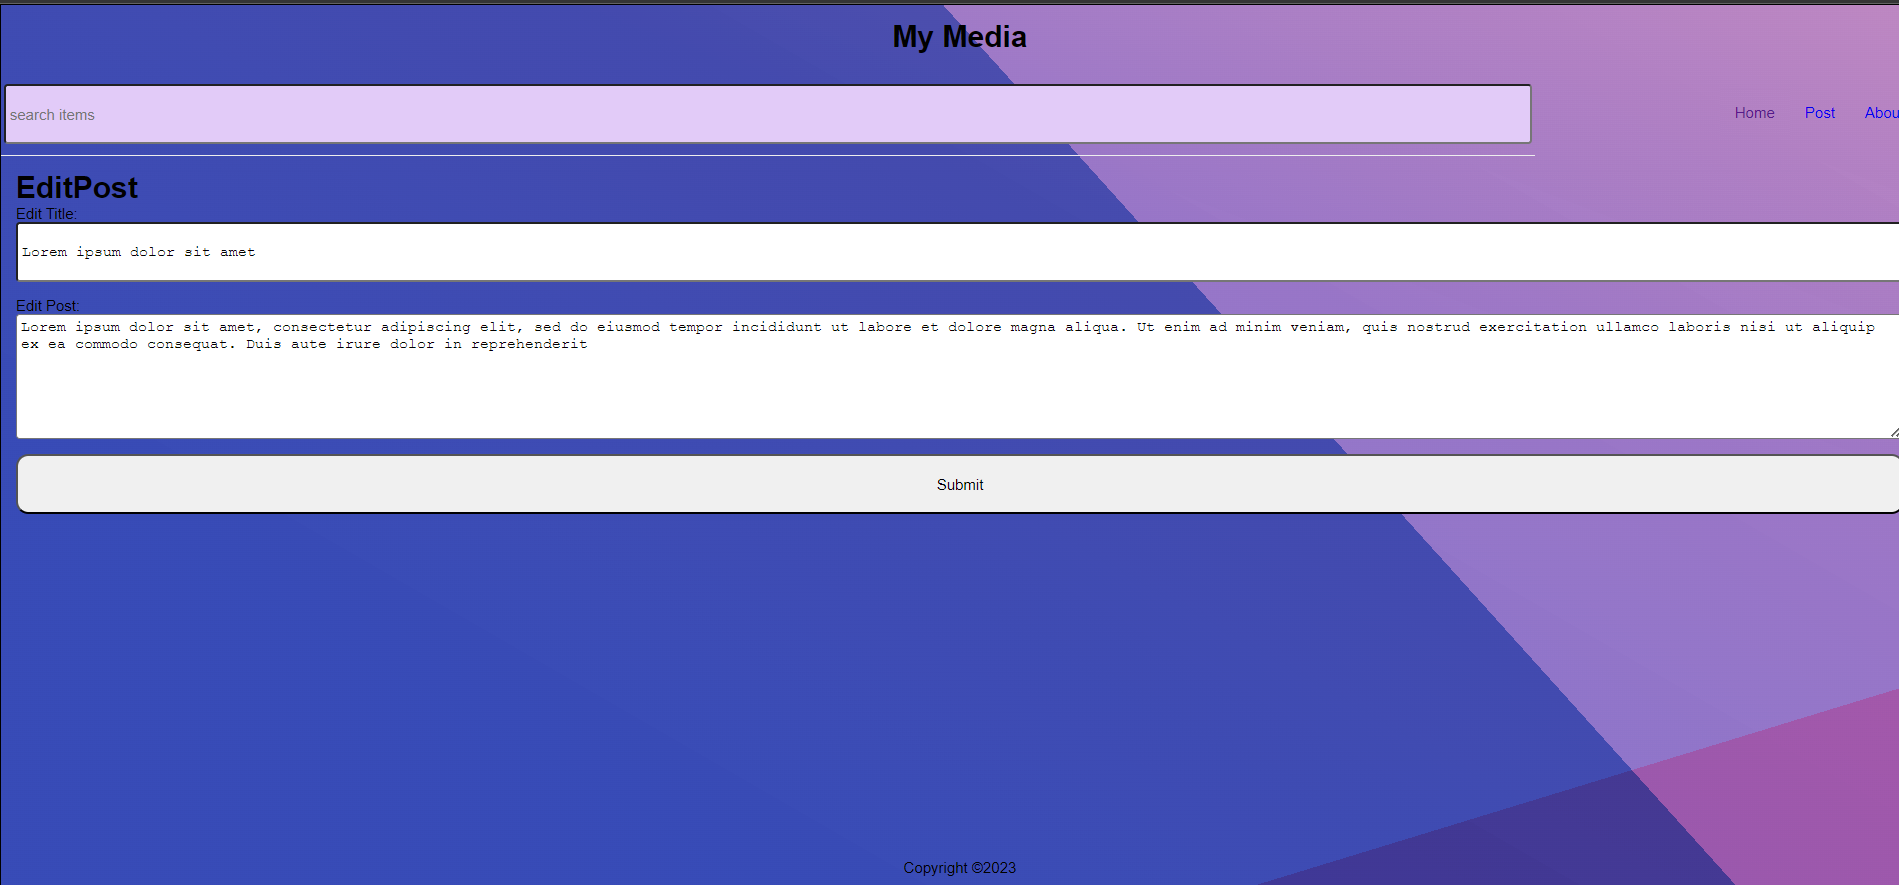 My Media
search items
Home Post Abou
EditPost
Edit Title:
Lorem ipsum dolor sit amet
Edit Post:
Lorem ipsum dolor sit amet, consectetur adipiscing elit, sed do eiusmod tempor incididunt ut labore et dolore magna aliqua. Ut enim ad minim veniam, quis nostrud exercitation ullamco laboris nisi ut aliquip
ex ea commodo consequat. Duis aute irure dolor in reprehenderit
Submit
Copyright ©2023